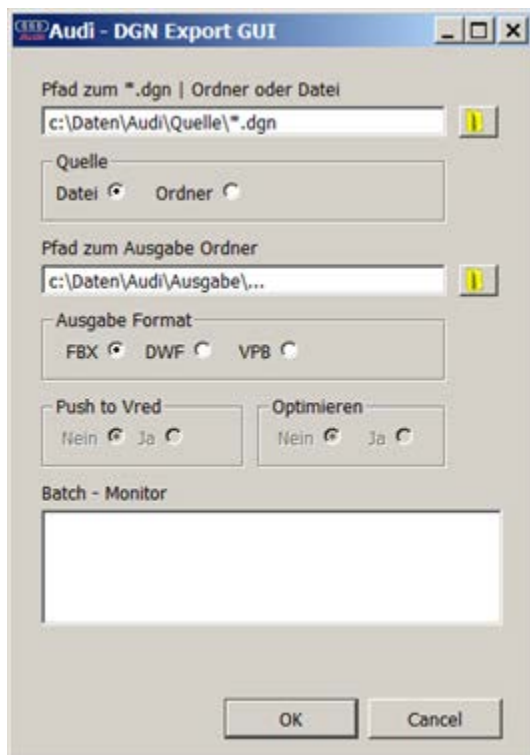 Audi
Audi - DGN Export GUI
Pfad zum *.dgn | Ordner oder Datei
c:\Daten\Audi\Quelle\*.dgn
Quelle
Datei Ordner
Pfad zum Ausgabe Ordner
c:\Daten\Audi\Ausgabe\...
Ausgabe Format
FBX DWF VPB
Push to Vred Optimieren
Nein Ja Nein Ja
Batch - Monitor
OK Cancel